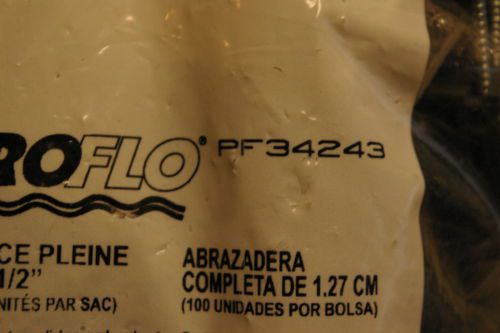 ROFLO® PF34243
CE PLEINE
1/2"
NITÉS PAR SAC)
ABRAZADERA
COMPLETA DE 1.27 CM
(100 UNIDADES POR BOLSA)